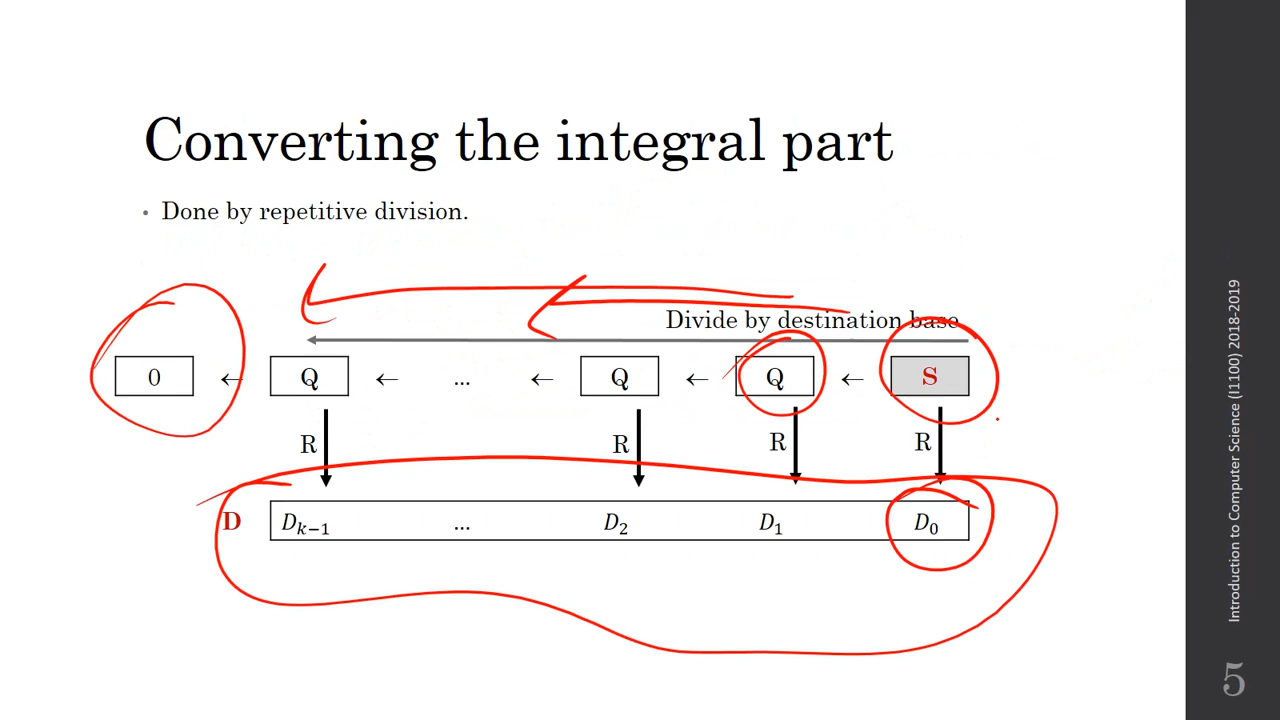 Converting the integral part
• Done by repetitive division.
Divide by destination base
0 ← Q ← ... ← Q ← Q ← S
R R R R
D D_{k−1} ... D_2 D_1 D_0
Introduction to Computer Science (I1100) 2018-2019
5